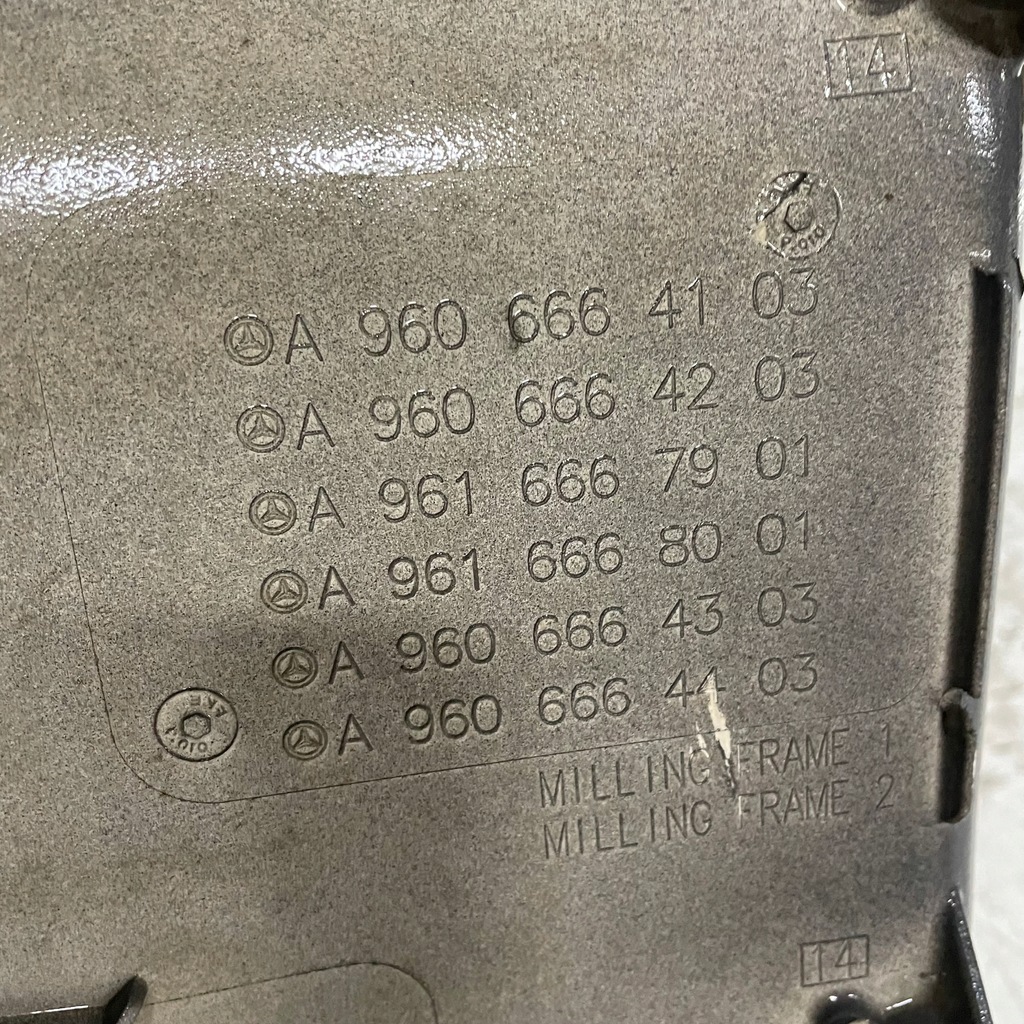 14
A 960 666 41 03
A 960 666 42 03
A 961 666 79 01
A 961 666 80 01
A 960 666 43 03
A 960 666 44 03
MILLING FRAME 1
MILLING FRAME 2
14